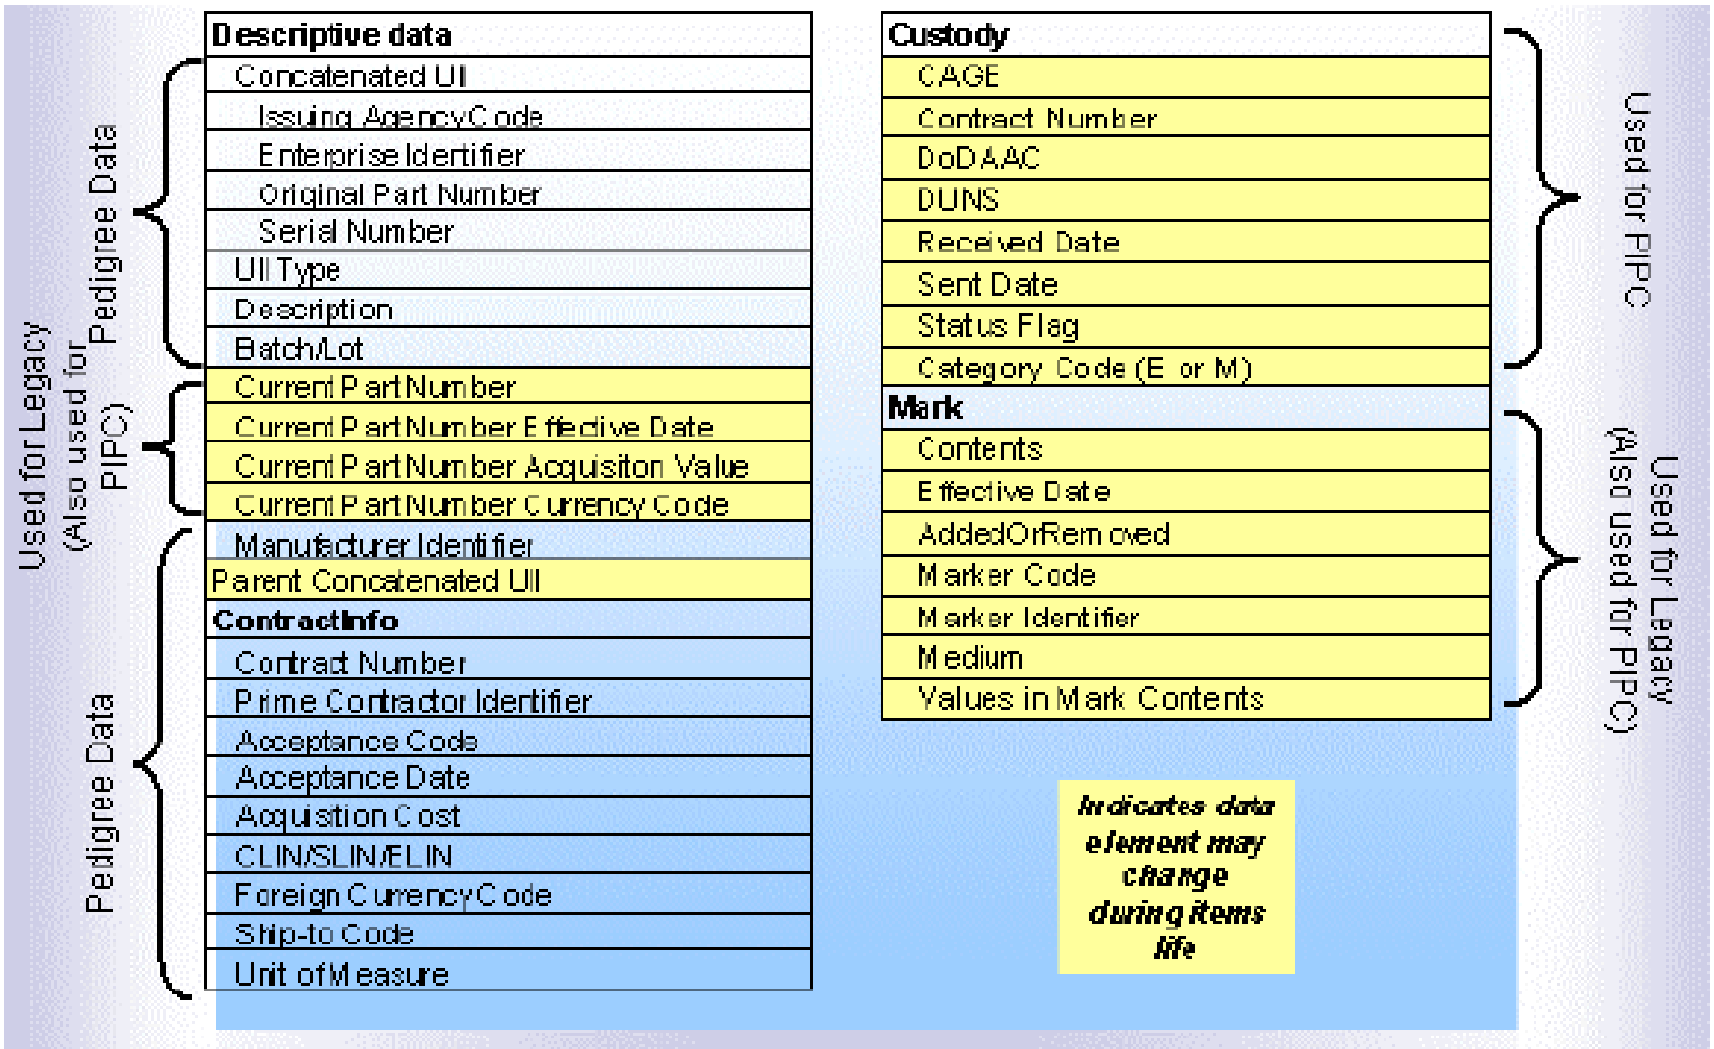 Descriptive data
Concatenated UII
Issuing Agency Code
Enterprise Identifier
Original Part Number
Serial Number
UII Type
Description
Batch/Lot
Current Part Number
Current Part Number Effective Date
Current Part Number Acquisiton Value
Current Part Number Currency Code
Manufacturer Identifier
Parent Concatenated UII
ContractInfo
Contract Number
Prime Contractor Identifier
Acceptance Code
Acceptance Date
Acquisition Cost
CLIN/SLIN/ELIN
Foreign Currency Code
Ship-to Code
Unit of Measure
Pedigree Data
Used for Legacy
(Also used for
PIPC)
Pedigree Data
Custody
CAGE
Contract Number
DoDAAC
DUNS
Received Date
Sent Date
Status Flag
Category Code (E or M)
Mark
Contents
Effective Date
AddedOrRemoved
Marker Code
Marker Identifier
Medium
Values in Mark Contents
Used for PIPC
Used for Legacy
(Also used for PIPC)
Indicates data
element may
change
during items
life